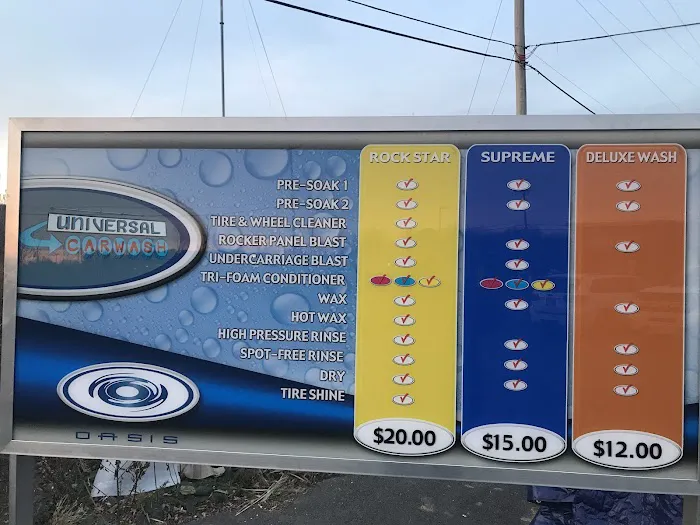 UNIVERSAL
CARWASH
OASIS
PRE-SOAK 1
PRE-SOAK 2
TIRE & WHEEL CLEANER
ROCKER PANEL BLAST
UNDERCARRIAGE BLAST
TRI-FOAM CONDITIONER
WAX
HOT WAX
HIGH PRESSURE RINSE
SPOT-FREE RINSE
DRY
TIRE SHINE
ROCK STAR
$20.00
SUPREME
$15.00
DELUXE WASH
$12.00